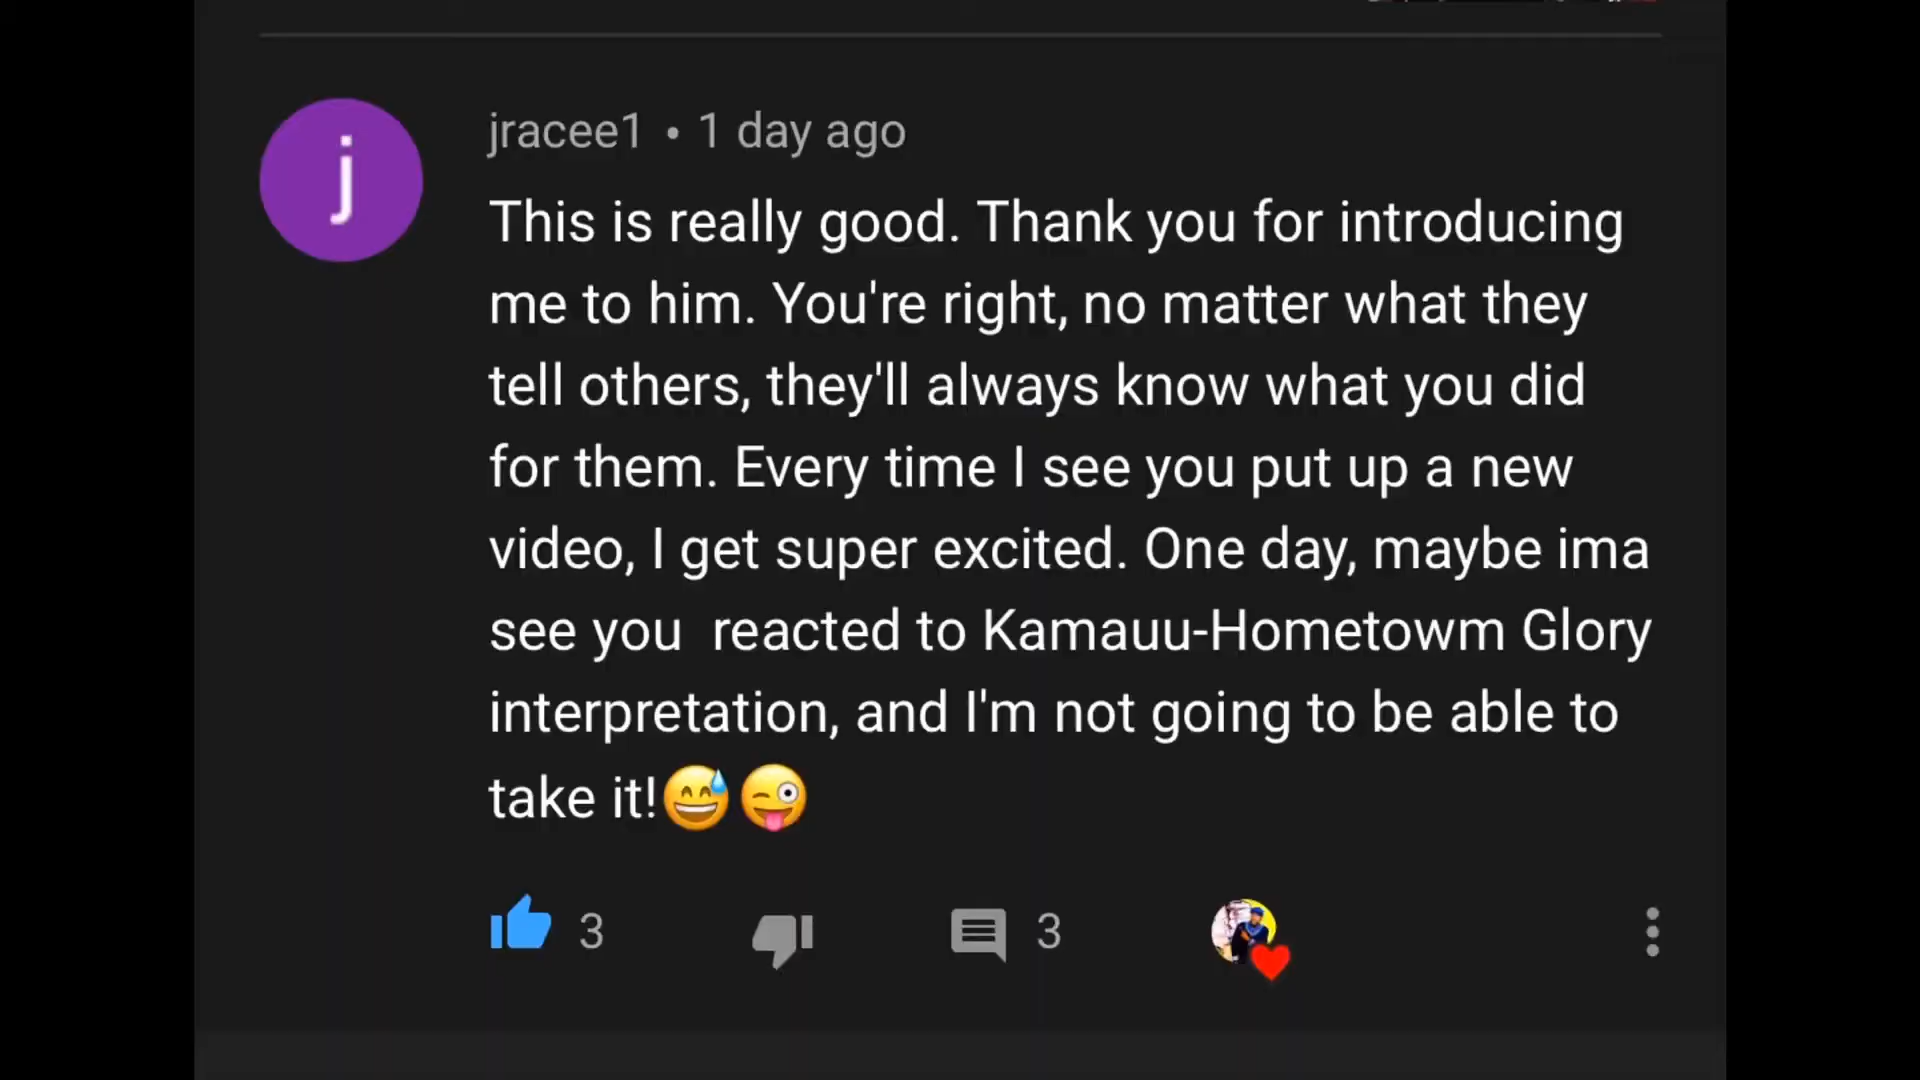 j
jracee1 • 1 day ago
This is really good. Thank you for introducing
me to him. You're right, no matter what they
tell others, they'll always know what you did
for them. Every time I see you put up a new
video, I get super excited. One day, maybe ima
see you  reacted to Kamauu-Hometowm Glory
interpretation, and I'm not going to be able to
take it!😅😜
3 3